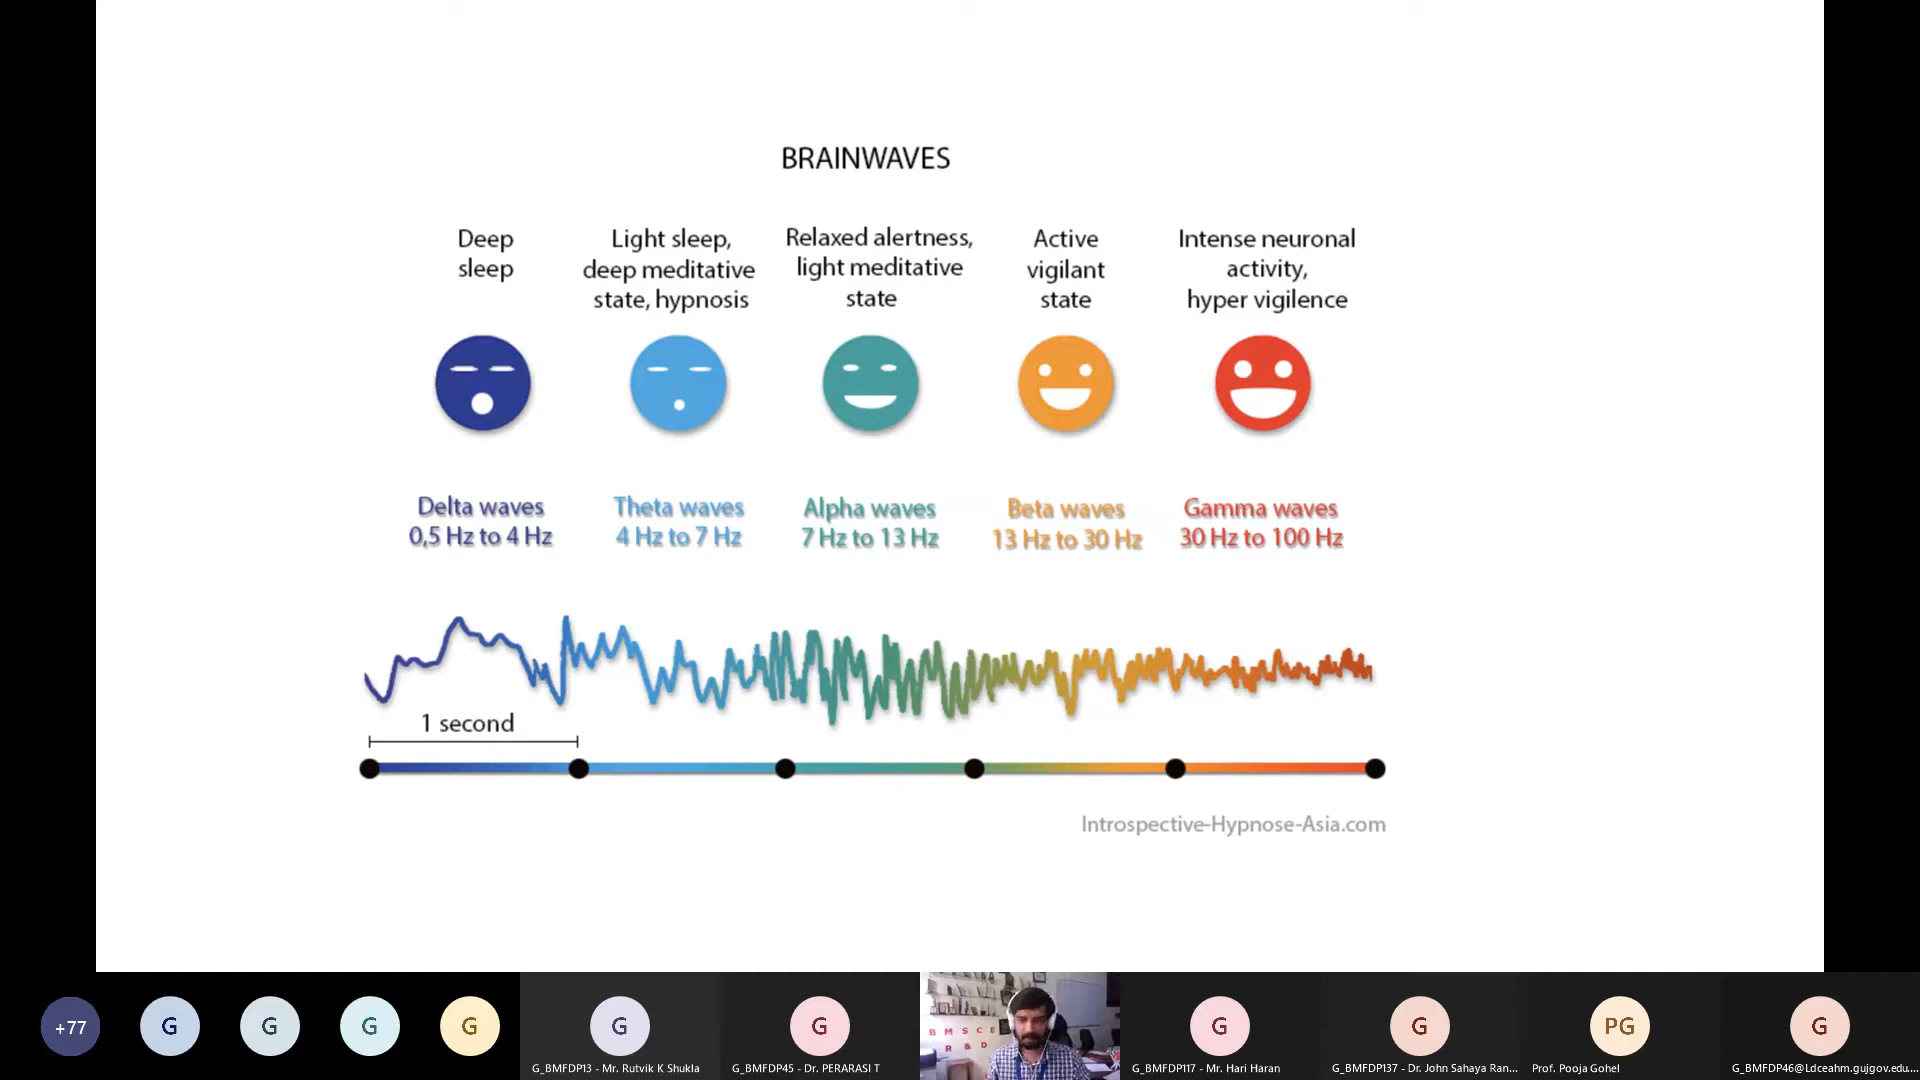 BRAINWAVES
Deep
sleep
Light sleep,
deep meditative
state, hypnosis
Relaxed alertness,
light meditative
state
Active
vigilant
state
Intense neuronal
activity,
hyper vigilence
Delta waves
0,5 Hz to 4 Hz
Theta waves
4 Hz to 7 Hz
Alpha waves
7 Hz to 13 Hz
Beta waves
13 Hz to 30 Hz
Gamma waves
30 Hz to 100 Hz
1 second
Introspective-Hypnose-Asia.com
+77
G
G
G
G
G
G_BMFDP13 - Mr. Rutvik K Shukla
G
G_BMFDP45 - Dr. PERARASI T
B M S C E
R & D
G
G_BMFDP117 - Mr. Hari Haran
G
G_BMFDP137 - Dr. John Sahaya Ran...
PG
Prof. Pooja Gohel
G
G_BMFDP46@Ldceahm.gujgov.edu....